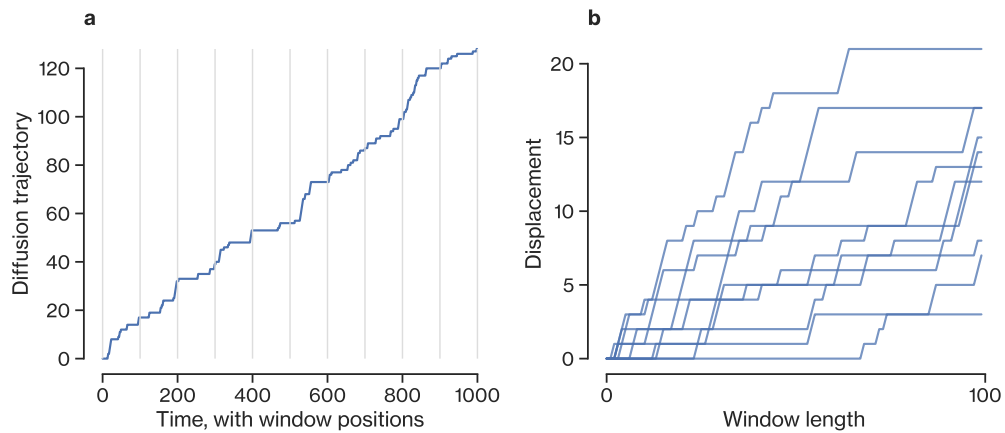 a
Diffusion trajectory
120
100
80
60
40
20
0
0 200 400 600 800 1000
Time, with window positions
b
Displacement
20
15
10
5
0
0 100
Window length